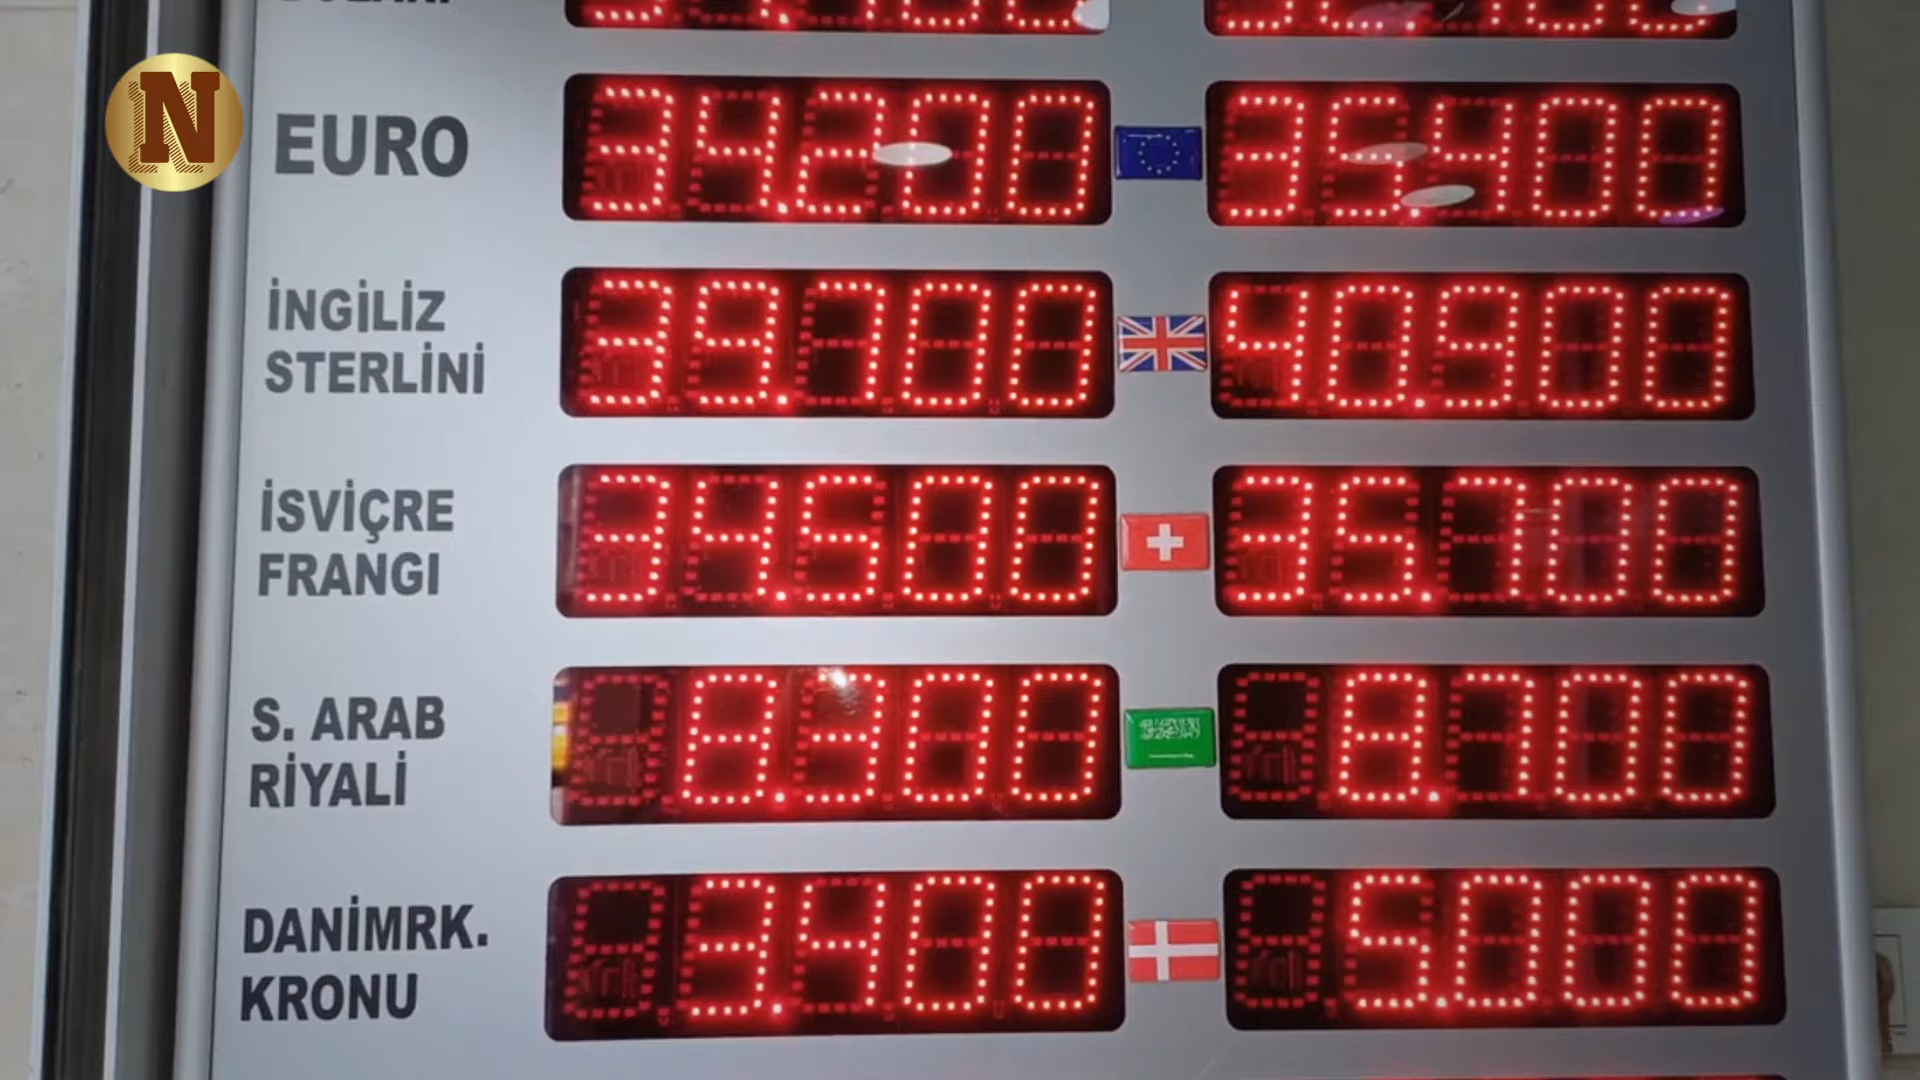 N
EURO 34.200 35.400
İNGİLİZ
STERLİNİ 39.700 40.900
İSVİÇRE
FRANGI 34.500 35.700
S. ARAB
RİYALİ 8.300 8.700
DANİMRK.
KRONU 3.400 5.000